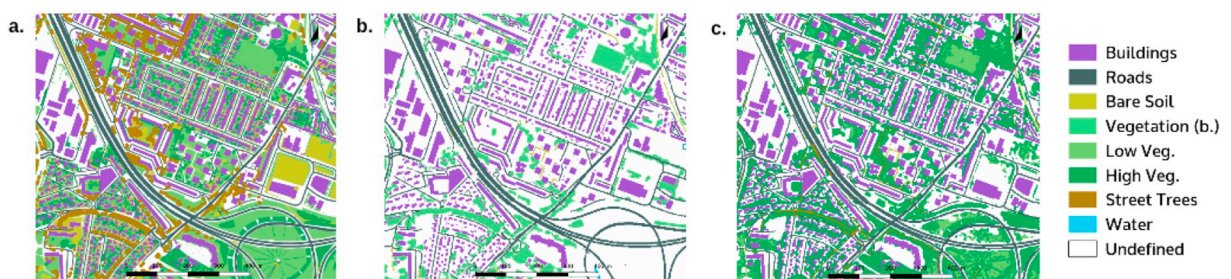 a.
b.
c.
Buildings
Roads
Bare Soil
Vegetation (b.)
Low Veg.
High Veg.
Street Trees
Water
Undefined